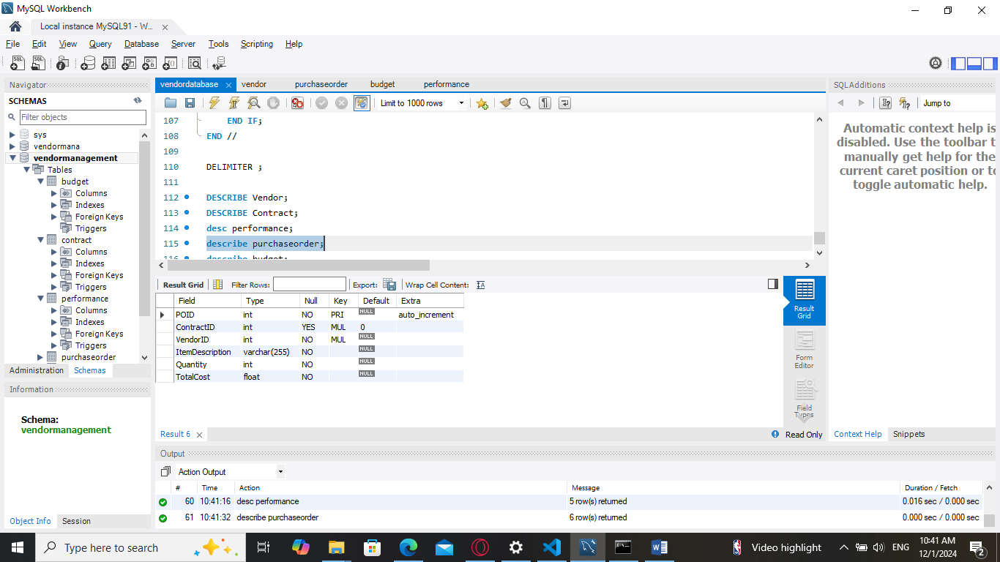 MySQL Workbench
Local instance MySQL91 - W...
File Edit View Query Database Server Tools Scripting Help
Navigator
SCHEMAS
Filter objects
sys
vendormana
vendormanagement
Tables
budget
Columns
Indexes
Foreign Keys
Triggers
contract
Columns
Indexes
Foreign Keys
Triggers
performance
Columns
Indexes
Foreign Keys
Triggers
purchaseorder
Administration Schemas
Information
Schema:
vendormanagement
Object Info Session
vendordatabase vendor purchaseorder budget performance
Limit to 1000 rows
107 END IF;
108 END //
109
110 DELIMITER ;
111
112 DESCRIBE Vendor;
113 DESCRIBE Contract;
114 desc performance;
115 describe purchaseorder;
116 describe budget;
Result Grid Filter Rows: Export: Wrap Cell Content:
Field Type Null Key Default Extra
POID int NO PRI NULL auto_increment
ContractID int YES MUL 0
VendorID int NO MUL NULL
ItemDescription varchar(255) NO NULL
Quantity int NO NULL
TotalCost float NO NULL
Result
Grid
Form
Editor
Field
Types
Result 6
Read Only
Output
Action Output
# Time Action Message Duration / Fetch
60 10:41:16 desc performance 5 row(s) returned 0.016 sec / 0.000 sec
61 10:41:32 describe purchaseorder 6 row(s) returned 0.000 sec / 0.000 sec
SQLAdditions
Jump to
Automatic context help is
disabled. Use the toolbar t
manually get help for the
current caret position or to
toggle automatic help.
Context Help Snippets
Type here to search
Video highlight
ENG
10:41 AM
12/1/2024
2